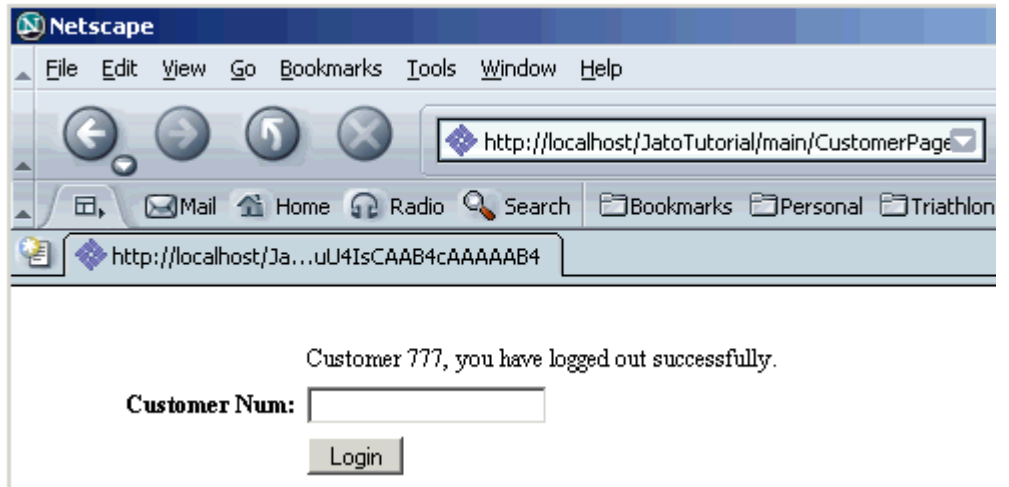 Netscape
File Edit View Go Bookmarks Tools Window Help
http://localhost/JatoTutorial/main/CustomerPage
Mail Home Radio Search Bookmarks Personal Triathlon
http://localhost/Ja...uU4IsCAAB4cAAAAAB4
Customer 777, you have logged out successfully.
Customer Num:
Login